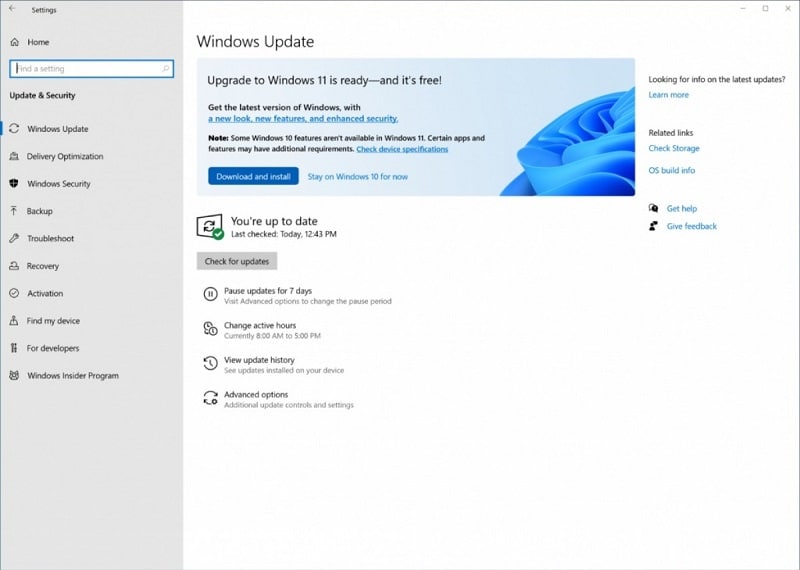 Settings
Home
Find a setting
Update & Security
Windows Update
Delivery Optimization
Windows Security
Backup
Troubleshoot
Recovery
Activation
Find my device
For developers
Windows Insider Program
Windows Update
Upgrade to Windows 11 is ready—and it's free!
Get the latest version of Windows, with
a new look, new features, and enhanced security.
Note: Some Windows 10 features aren't available in Windows 11. Certain apps and
features may have additional requirements. Check device specifications
Download and install
Stay on Windows 10 for now
You're up to date
Last checked: Today, 12:43 PM
Check for updates
Pause updates for 7 days
Visit Advanced options to change the pause period
Change active hours
Currently 8:00 AM to 5:00 PM
View update history
See updates installed on your device
Advanced options
Additional update controls and settings
Looking for info on the latest updates?
Learn more
Related links
Check Storage
OS build info
Get help
Give feedback